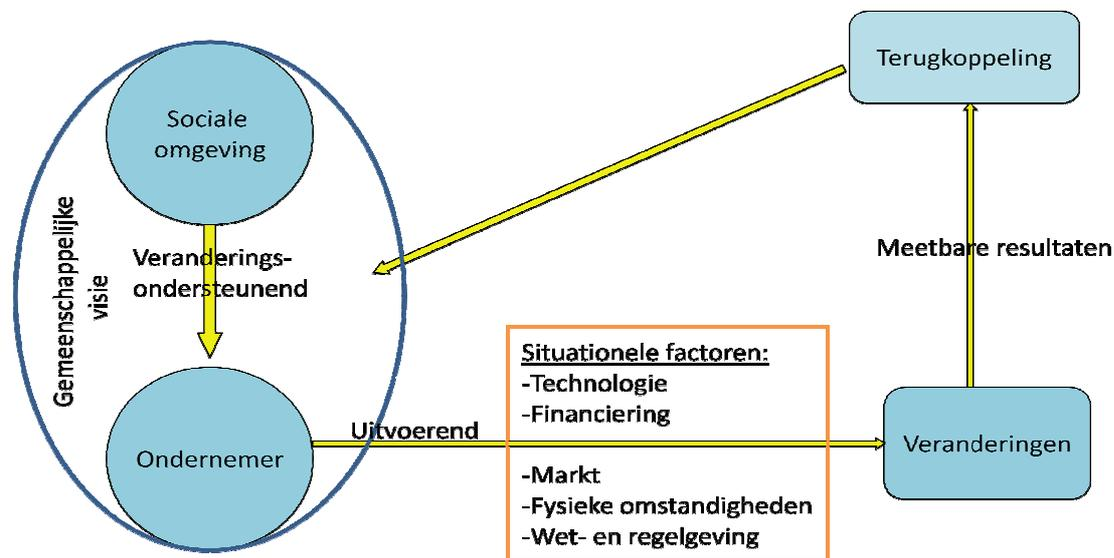 Terugkoppeling
Sociale
omgeving
Gemeenschappelijke
visie
Veranderings-
ondersteunend
Meetbare resultaten
Situationele factoren:
-Technologie
-Financiering
Uitvoerend
Ondernemer
Veranderingen
-Markt
-Fysieke omstandigheden
-Wet- en regelgeving